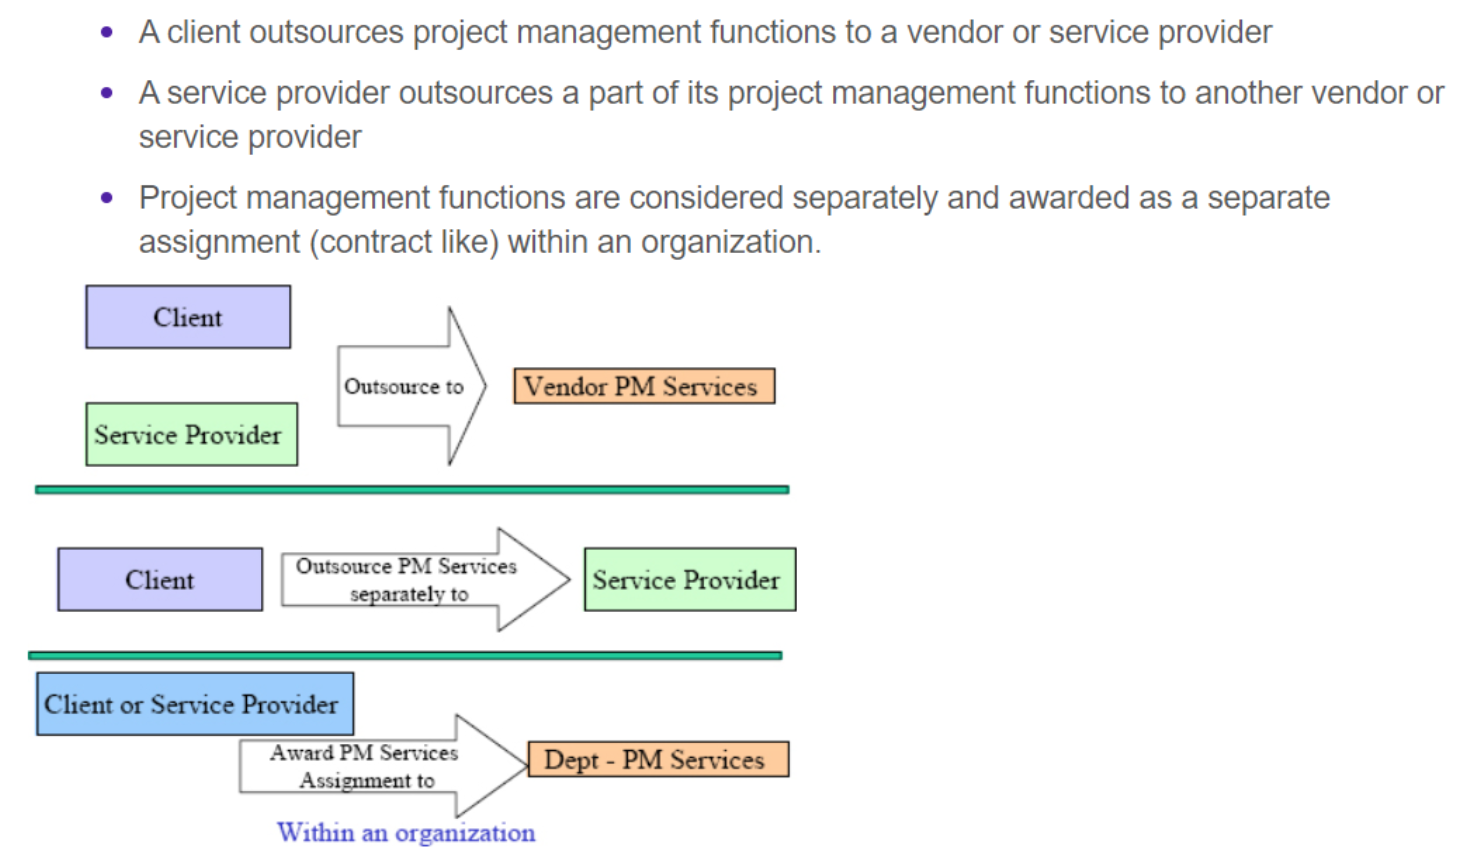 A client outsources project management functions to a vendor or service provider
A service provider outsources a part of its project management functions to another vendor or
service provider
Project management functions are considered separately and awarded as a separate
assignment (contract like) within an organization.
Client
Outsource to
Vendor PM Services
Service Provider
Client
Outsource PM Services
separately to
Service Provider
Client or Service Provider
Award PM Services
Assignment to
Dept - PM Services
Within an organization